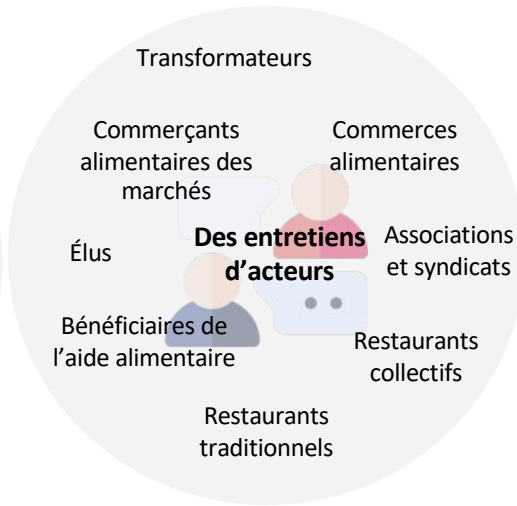 Transformateurs
Commerçants
alimentaires des
marchés
Commerces
alimentaires
Des entretiens
d'acteurs
Associations
et syndicats
Élus
Bénéficiaires de
l'aide alimentaire
Restaurants
collectifs
Restaurants
traditionnels